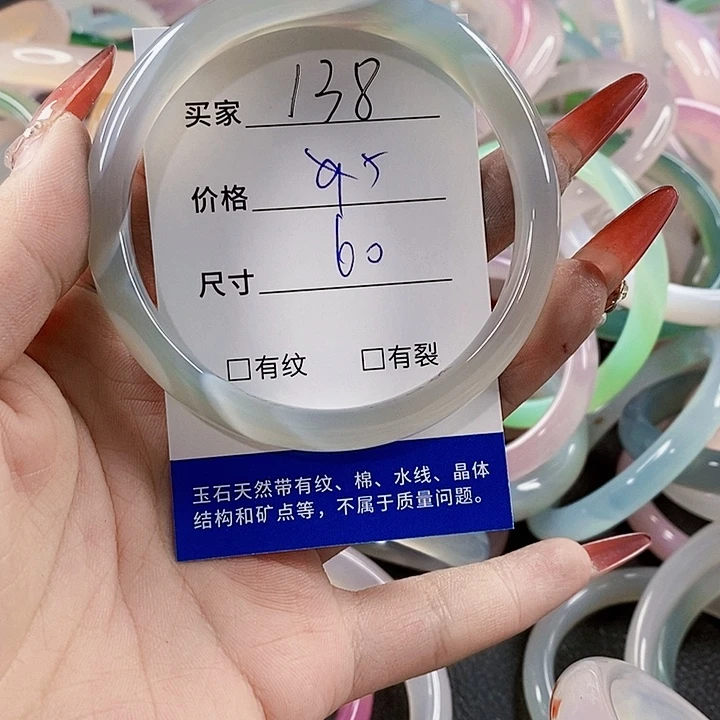 买家 138
价格 95
尺寸 60
□有纹 □有裂
玉石天然带有纹、棉、水线、晶体
结构和矿点等，不属于质量问题。